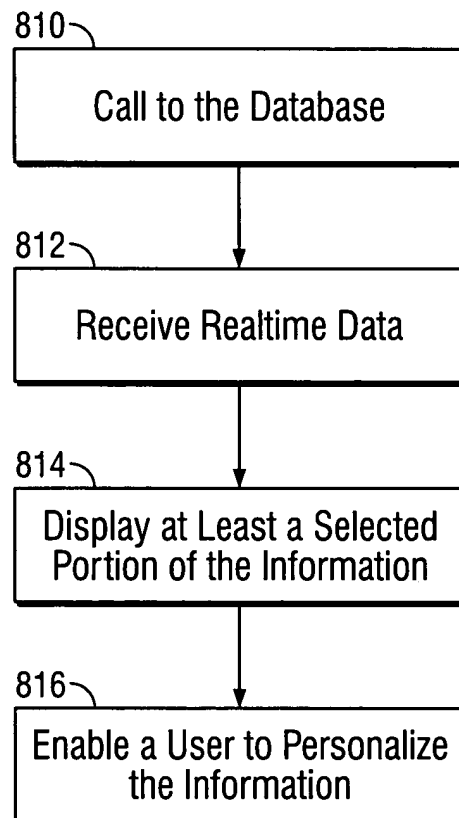 810
Call to the Database
812
Receive Realtime Data
814
Display at Least a Selected
Portion of the Information
816
Enable a User to Personalize
the Information